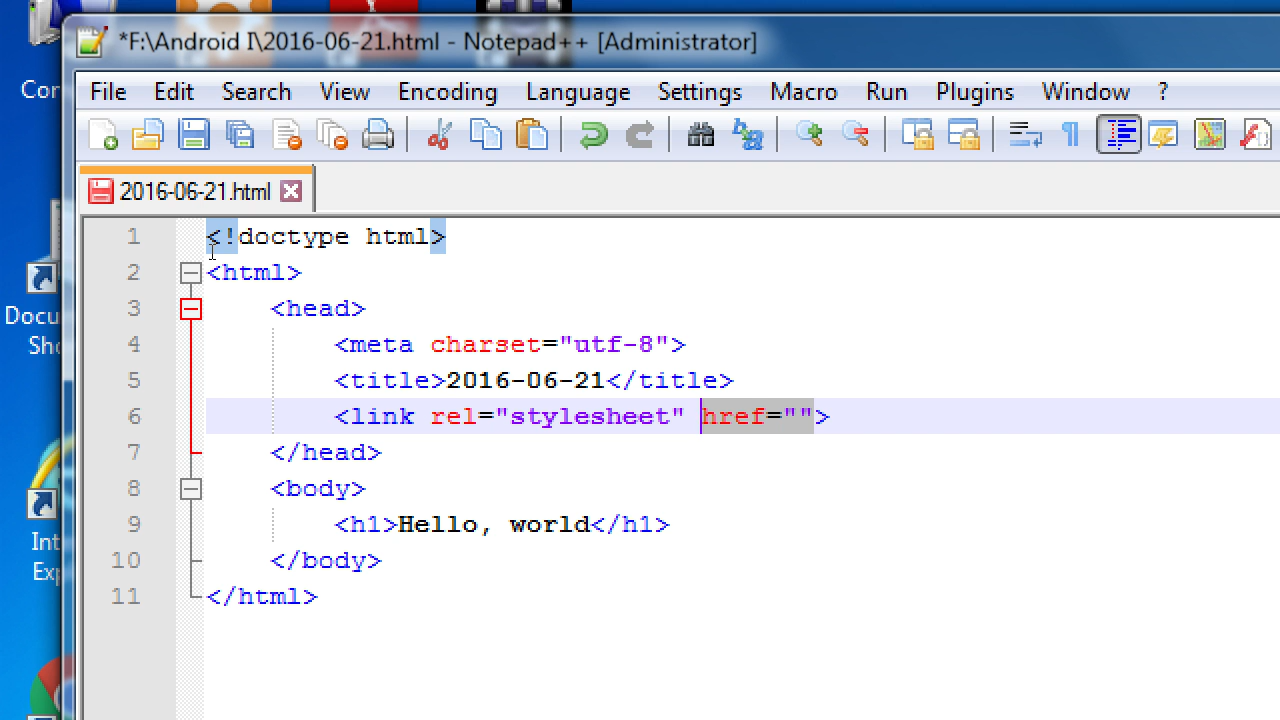 *F:\Android I\2016-06-21.html - Notepad++ [Administrator]
File Edit Search View Encoding Language Settings Macro Run Plugins Window ?
2016-06-21.html
1 <!doctype html>
2 <html>
3 <head>
4 <meta charset="utf-8">
5 <title>2016-06-21</title>
6 <link rel="stylesheet" href="">
7 </head>
8 <body>
9 <h1>Hello, world</h1>
10 </body>
11 </html>